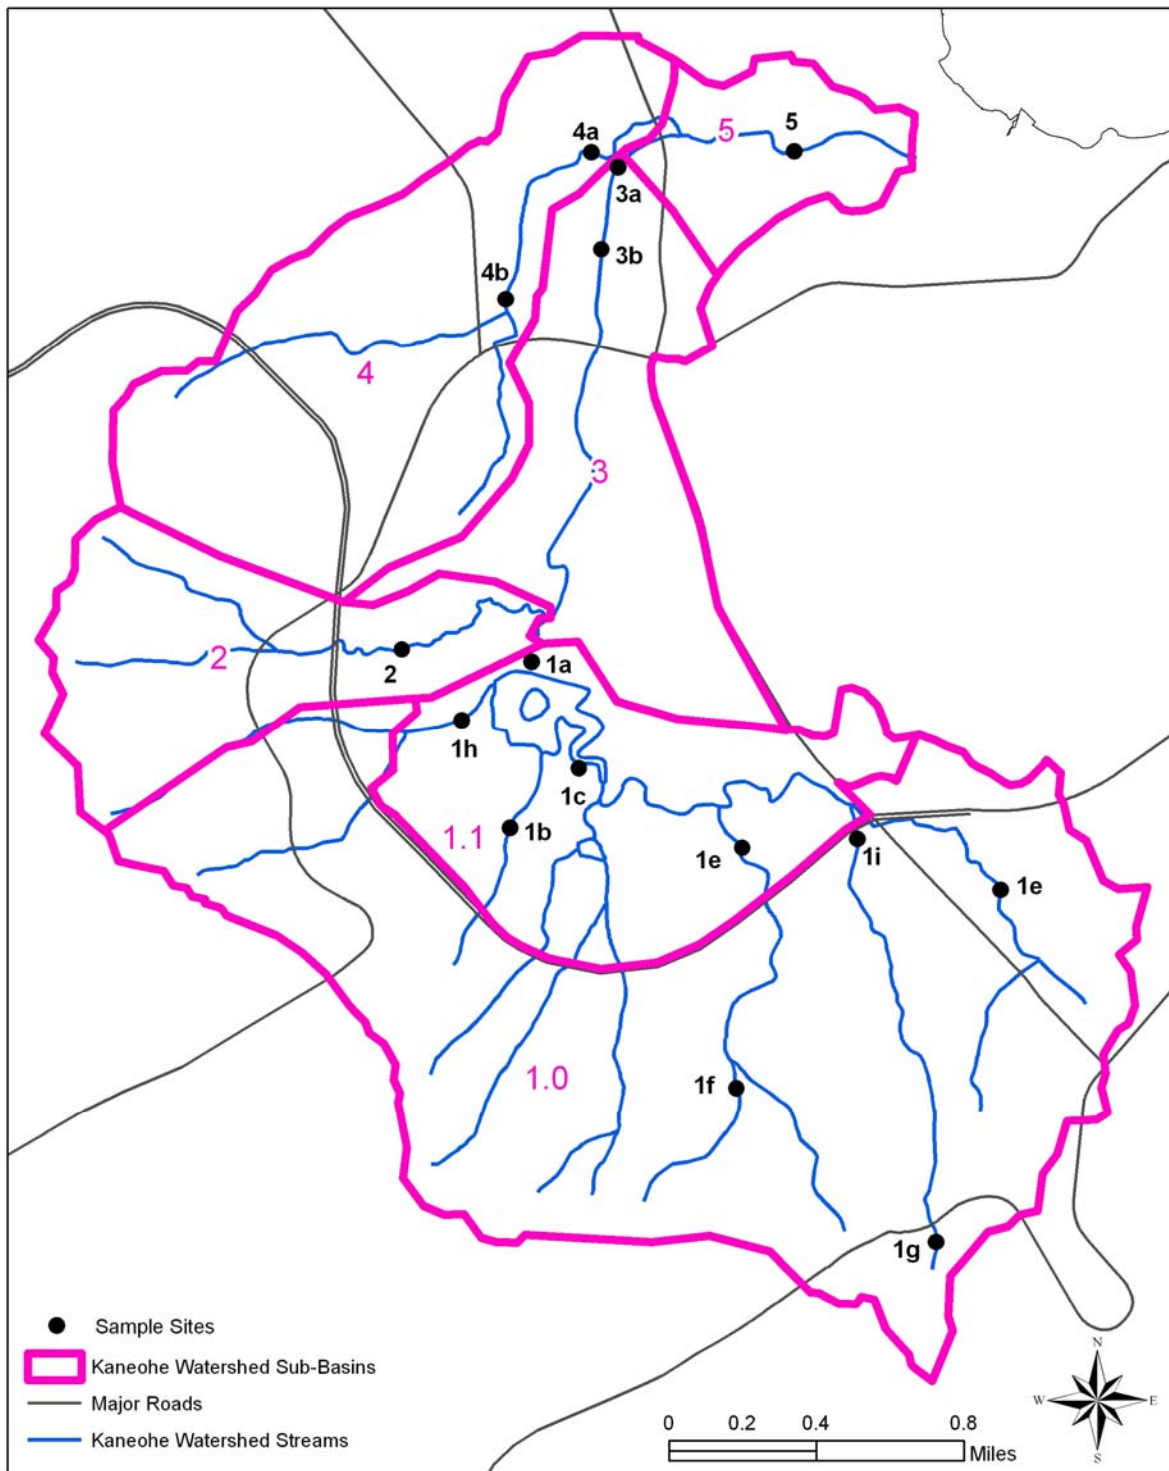 4a
5
5
3a
3b
4b
4
3
2
2
1a
1h
1c
1.1
1b
1e
1i
1e
1.0
1f
1g
Sample Sites
Kaneohe Watershed Sub-Basins
Major Roads
Kaneohe Watershed Streams
N
W
E
S
0
0.2
0.4
0.8
Miles